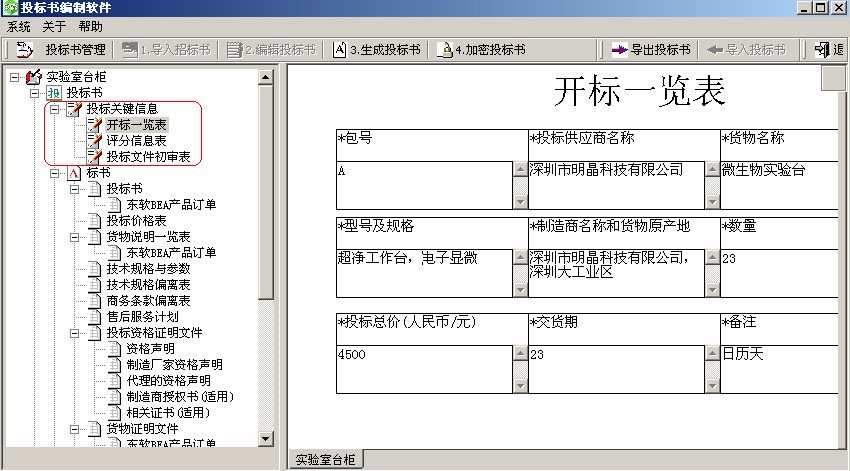 投标书编制软件
系统 关于 帮助
投标书管理 1.导入招标书 2.编辑投标书 3.生成投标书 4.加密投标书 导出投标书 导入投标书 退
实验室台柜
投标书
投标关键信息
开标一览表
评分信息表
投标文件初审表
标书
投标书
东软BEA产品订单
投标价格表
货物说明一览表
东软BEA产品订单
技术规格与参数
技术规格偏离表
商务条款偏离表
售后服务计划
投标资格证明文件
资格声明
制造厂家资格声明
代理的资格声明
制造商授权书(适用)
相关证书(适用)
货物证明文件
东软BEA产品订单
开标一览表
*包号 *投标供应商名称 *货物名称
A 深圳市明晶科技有限公司 微生物实验台
*型号及规格 *制造商名称和货物原产地 *数量
超净工作台，电子显微 深圳市明晶科技有限公司， 23
深圳大工业区
*投标总价(人民币/元) *交货期 *备注
4500 23 日历天
实验室台柜